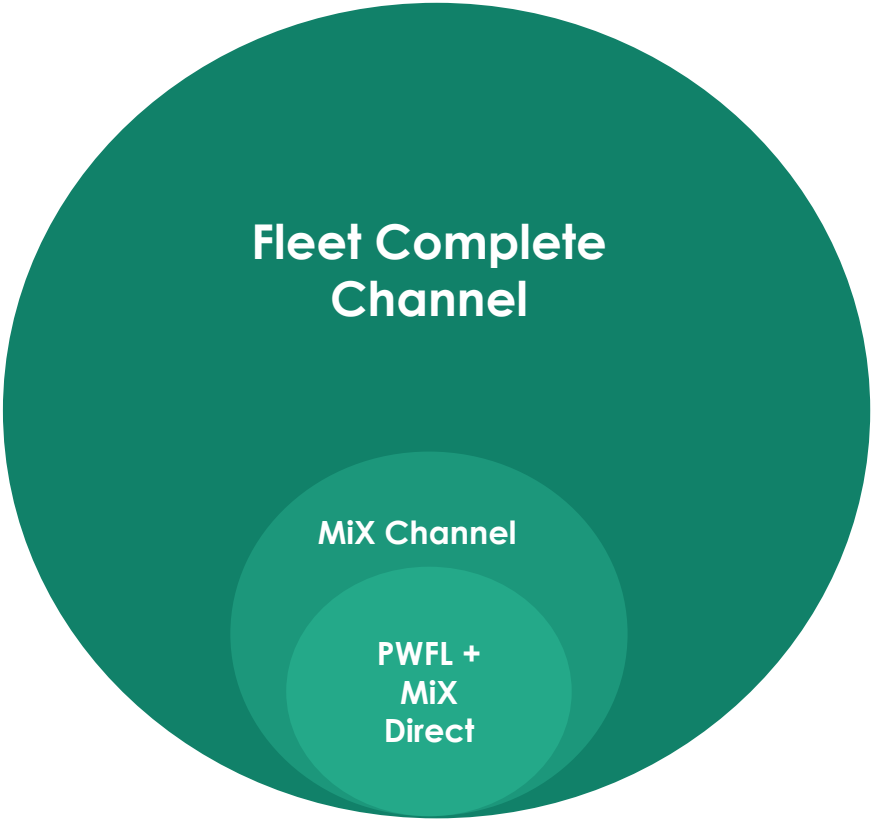 Fleet Complete
Channel
MiX Channel
PWFL +
MiX
Direct